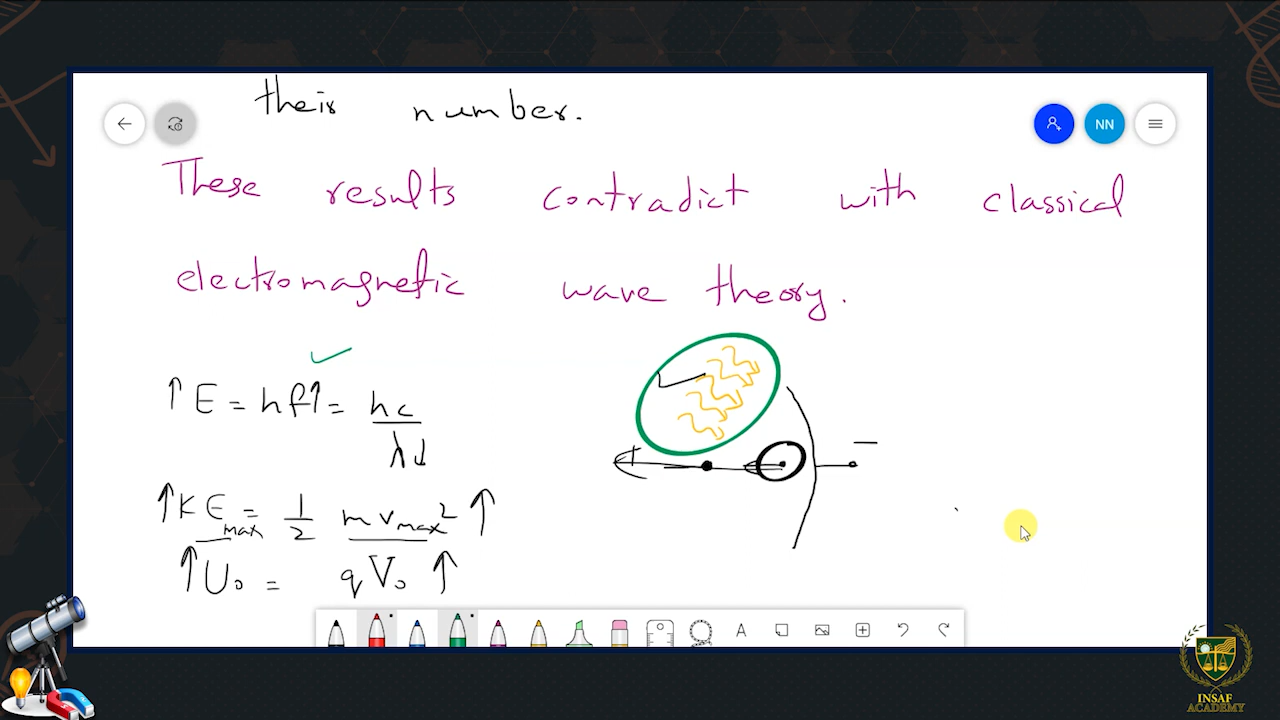 their number.
NN
These results contradict with classical
electromagnetic wave theory.
↑E = hf↑ = hc
λ↓
↑KEmax = 1/2 mvmax² ↑
↑U₀ = qV₀ ↑
A
INSAF
ACADEMY